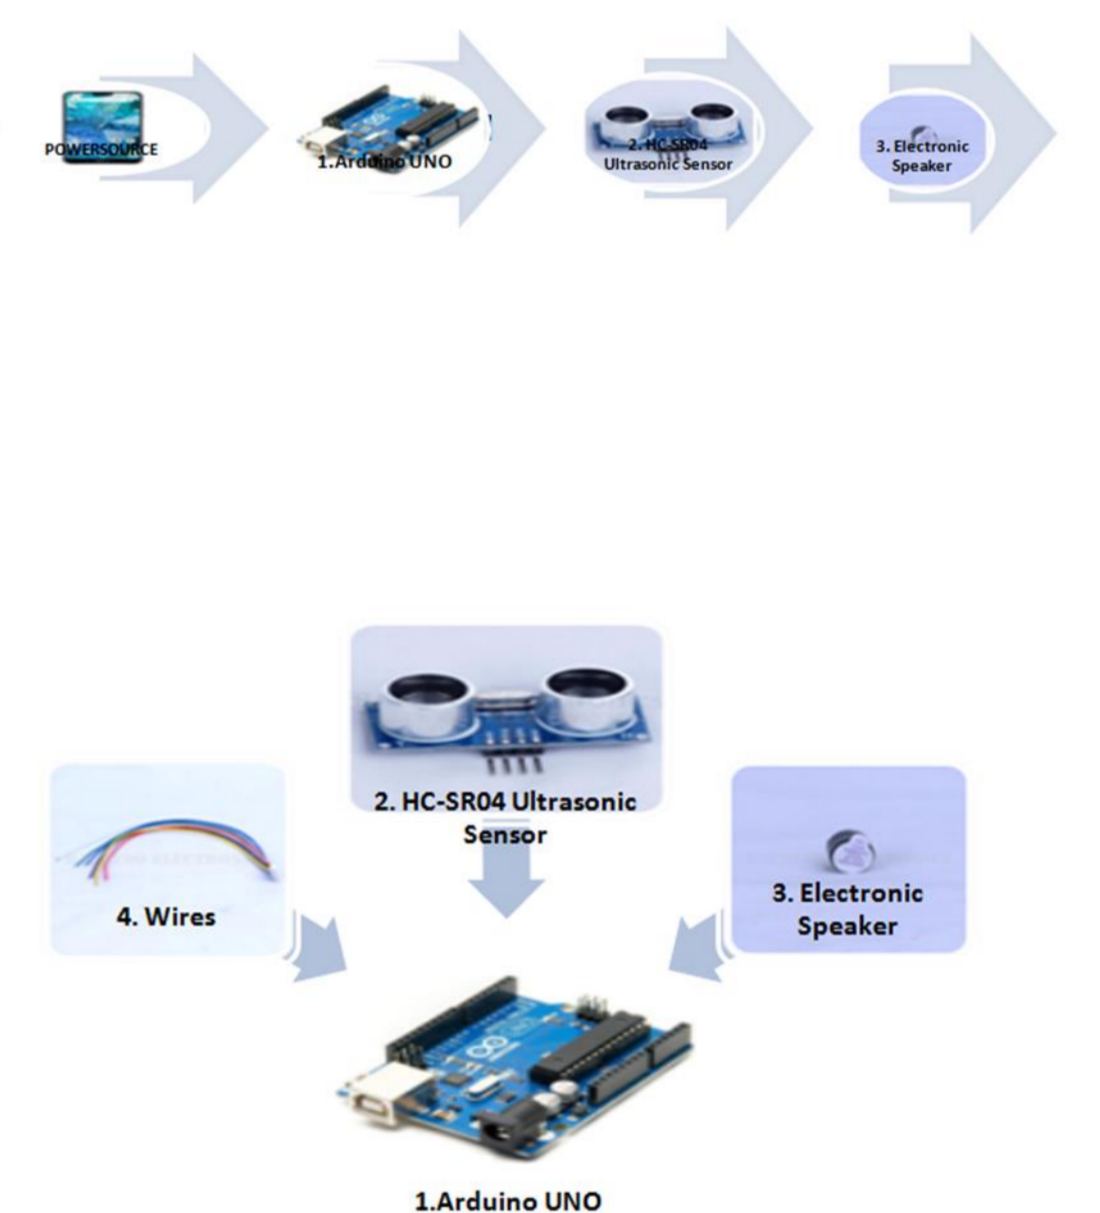 POWERSOURCE
1.Arduino UNO
2. HC-SR04
Ultrasonic Sensor
3. Electronic
Speaker
2. HC-SR04 Ultrasonic
Sensor
4. Wires
3. Electronic
Speaker
1.Arduino UNO